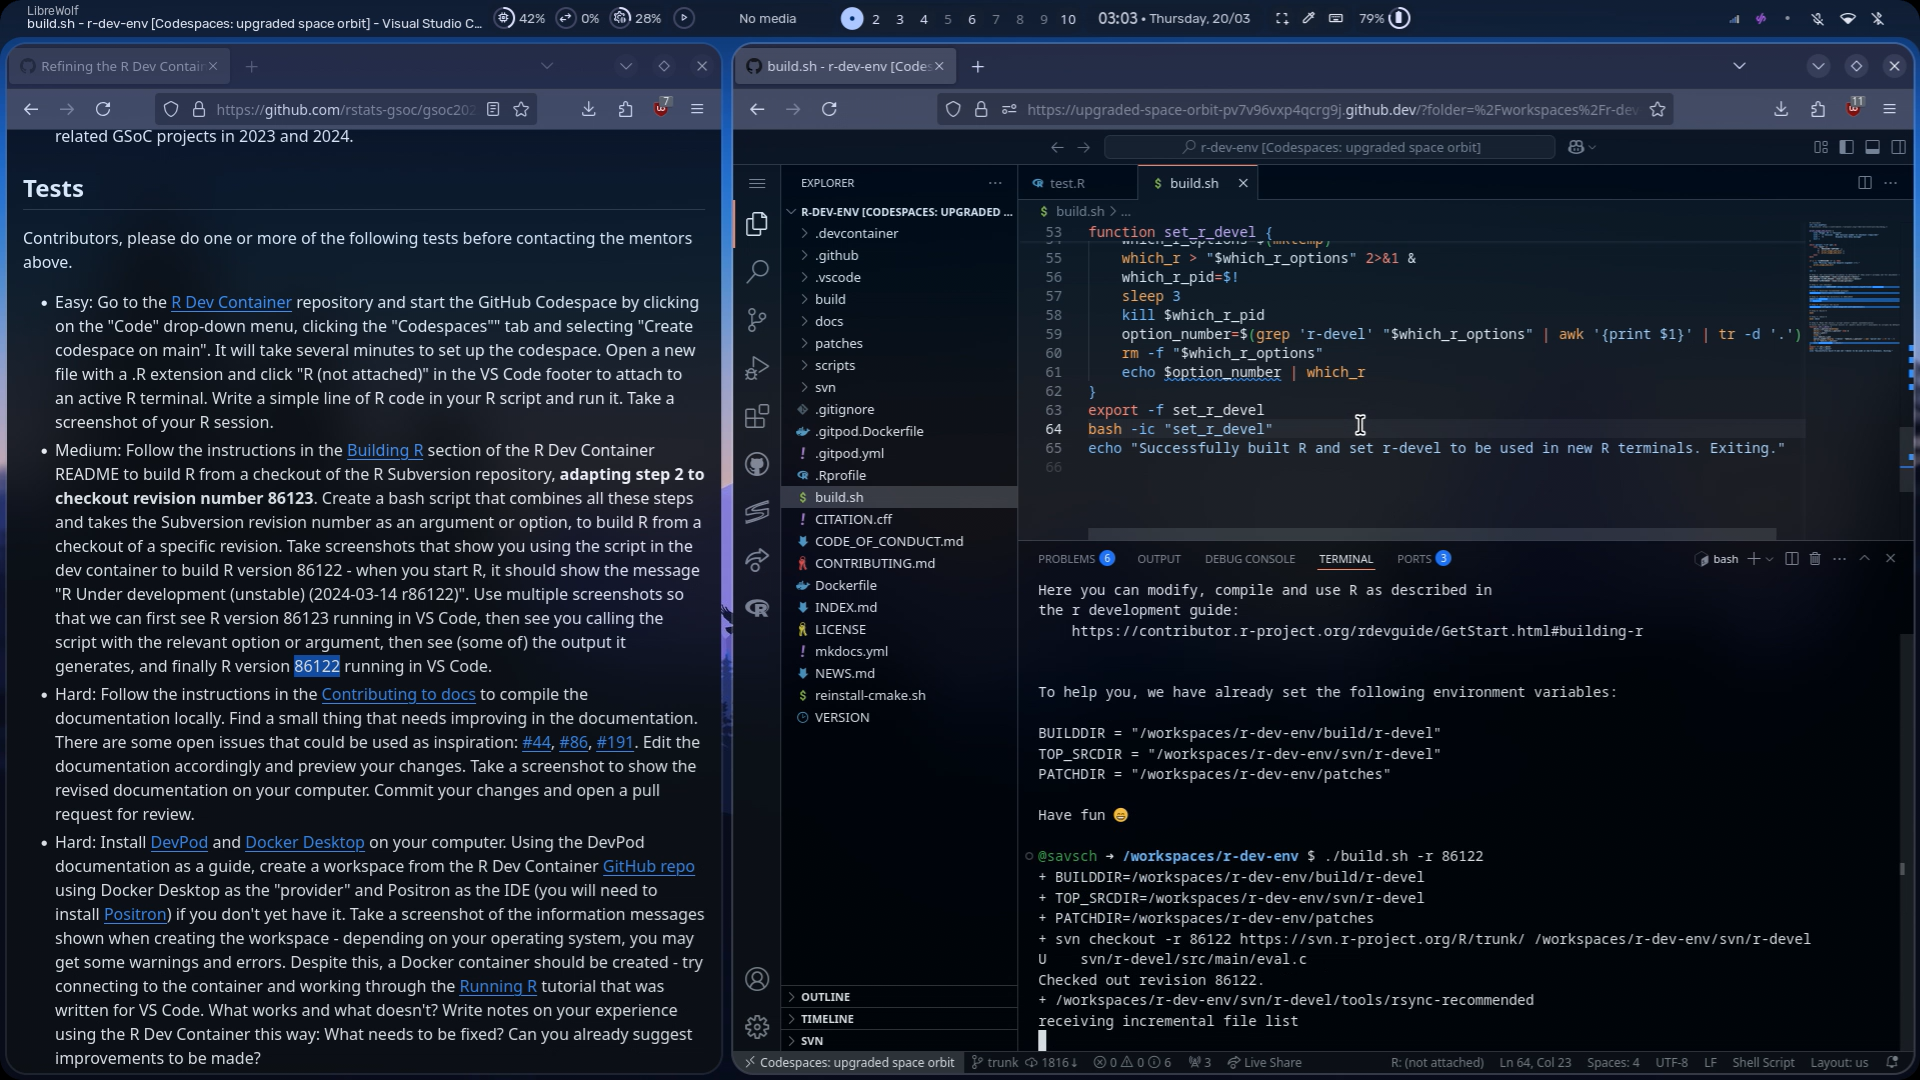 LibreWolf
build.sh - r-dev-env [Codespaces: upgraded space orbit] - Visual Studio C...
42%
0%
28%
No media
2 3 4 5 6 7 8 9 10
03:03 • Thursday, 20/03
79%
Refining the R Dev Contain
https://github.com/rstats-gsoc/gsoc202
7
related GSoC projects in 2023 and 2024.
Tests
Contributors, please do one or more of the following tests before contacting the mentors
above.
• Easy: Go to the R Dev Container repository and start the GitHub Codespace by clicking
on the "Code" drop-down menu, clicking the "Codespaces"" tab and selecting "Create
codespace on main". It will take several minutes to set up the codespace. Open a new
file with a .R extension and click "R (not attached)" in the VS Code footer to attach to
an active R terminal. Write a simple line of R code in your R script and run it. Take a
screenshot of your R session.
• Medium: Follow the instructions in the Building R section of the R Dev Container
README to build R from a checkout of the R Subversion repository, adapting step 2 to
checkout revision number 86123. Create a bash script that combines all these steps
and takes the Subversion revision number as an argument or option, to build R from a
checkout of a specific revision. Take screenshots that show you using the script in the
dev container to build R version 86122 - when you start R, it should show the message
"R Under development (unstable) (2024-03-14 r86122)". Use multiple screenshots so
that we can first see R version 86123 running in VS Code, then see you calling the
script with the relevant option or argument, then see (some of) the output it
generates, and finally R version 86122 running in VS Code.
• Hard: Follow the instructions in the Contributing to docs to compile the
documentation locally. Find a small thing that needs improving in the documentation.
There are some open issues that could be used as inspiration: #44, #86, #191. Edit the
documentation accordingly and preview your changes. Take a screenshot to show the
revised documentation on your computer. Commit your changes and open a pull
request for review.
• Hard: Install DevPod and Docker Desktop on your computer. Using the DevPod
documentation as a guide, create a workspace from the R Dev Container GitHub repo
using Docker Desktop as the "provider" and Positron as the IDE (you will need to
install Positron) if you don't yet have it. Take a screenshot of the information messages
shown when creating the workspace - depending on your operating system, you may
get some warnings and errors. Despite this, a Docker container should be created - try
connecting to the container and working through the Running R tutorial that was
written for VS Code. What works and what doesn't? Write notes on your experience
using the R Dev Container this way: What needs to be fixed? Can you already suggest
improvements to be made?
build.sh - r-dev-env [Codes
https://upgraded-space-orbit-pv7v96vxp4qcrg9j.github.dev/?folder=%2Fworkspaces%2Fr-dev
11
r-dev-env [Codespaces: upgraded space orbit]
EXPLORER
R-DEV-ENV [CODESPACES: UPGRADED ...
.devcontainer
.github
.vscode
build
docs
patches
scripts
svn
.gitignore
.gitpod.Dockerfile
.gitpod.yml
.Rprofile
build.sh
CITATION.cff
CODE_OF_CONDUCT.md
CONTRIBUTING.md
Dockerfile
INDEX.md
LICENSE
mkdocs.yml
NEWS.md
reinstall-cmake.sh
VERSION
OUTLINE
TIMELINE
SVN
test.R
build.sh
build.sh > ...
53 function set_r_devel {
54 which_r_options=$(mktemp)
55 which_r > "$which_r_options" 2>&1 &
56 which_r_pid=$!
57 sleep 3
58 kill $which_r_pid
59 option_number=$(grep 'r-devel' "$which_r_options" | awk '{print $1}' | tr -d '.')
60 rm -f "$which_r_options"
61 echo $option_number | which_r
62 }
63 export -f set_r_devel
64 bash -ic "set_r_devel"
65 echo "Successfully built R and set r-devel to be used in new R terminals. Exiting."
66
PROBLEMS 6 OUTPUT DEBUG CONSOLE TERMINAL PORTS 3
bash
Here you can modify, compile and use R as described in
the r development guide:
https://contributor.r-project.org/rdevguide/GetStart.html#building-r
To help you, we have already set the following environment variables:
BUILDDIR = "/workspaces/r-dev-env/build/r-devel"
TOP_SRCDIR = "/workspaces/r-dev-env/svn/r-devel"
PATCHDIR = "/workspaces/r-dev-env/patches"
Have fun 😄
@savsch ➜ /workspaces/r-dev-env $ ./build.sh -r 86122
+ BUILDDIR=/workspaces/r-dev-env/build/r-devel
+ TOP_SRCDIR=/workspaces/r-dev-env/svn/r-devel
+ PATCHDIR=/workspaces/r-dev-env/patches
+ svn checkout -r 86122 https://svn.r-project.org/R/trunk/ /workspaces/r-dev-env/svn/r-devel
U svn/r-devel/src/main/eval.c
Checked out revision 86122.
+ /workspaces/r-dev-env/svn/r-devel/tools/rsync-recommended
receiving incremental file list
Codespaces: upgraded space orbit
trunk
1816↓
0 0 6
3
Live Share
R: (not attached)
Ln 64, Col 23
Spaces: 4
UTF-8
LF
Shell Script
Layout: us